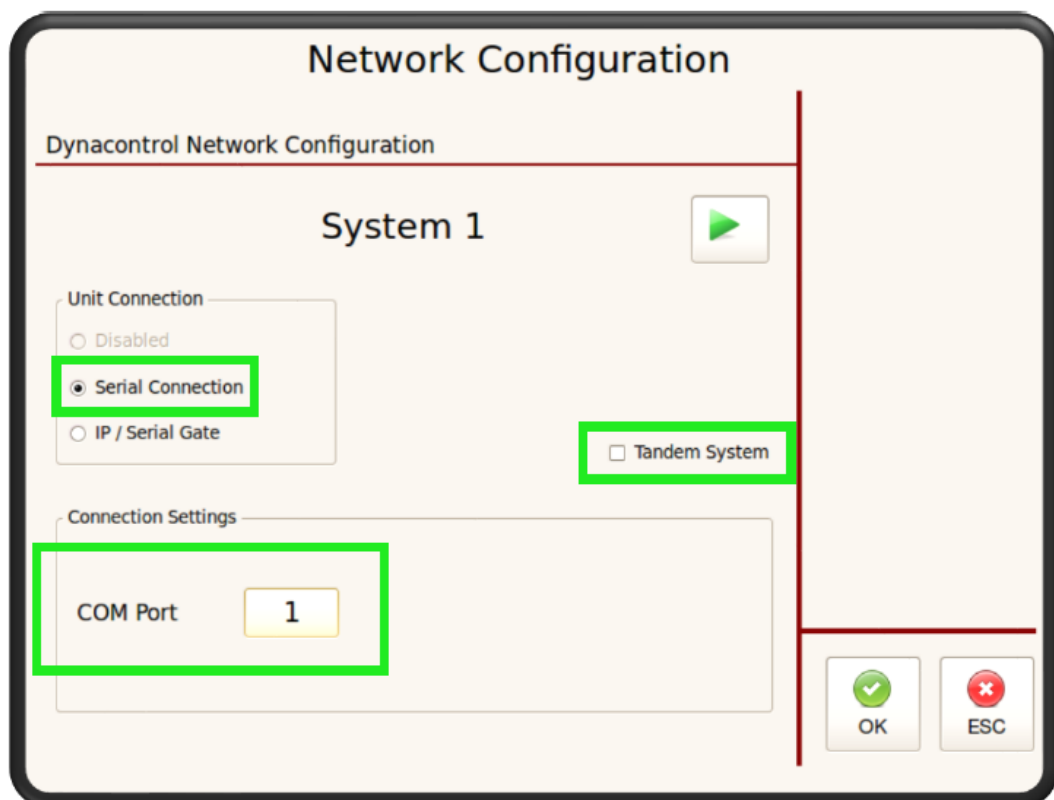 Network Configuration
Dynacontrol Network Configuration
System 1
Unit Connection
Disabled
Serial Connection
IP / Serial Gate
Tandem System
Connection Settings
COM Port 1
OK ESC